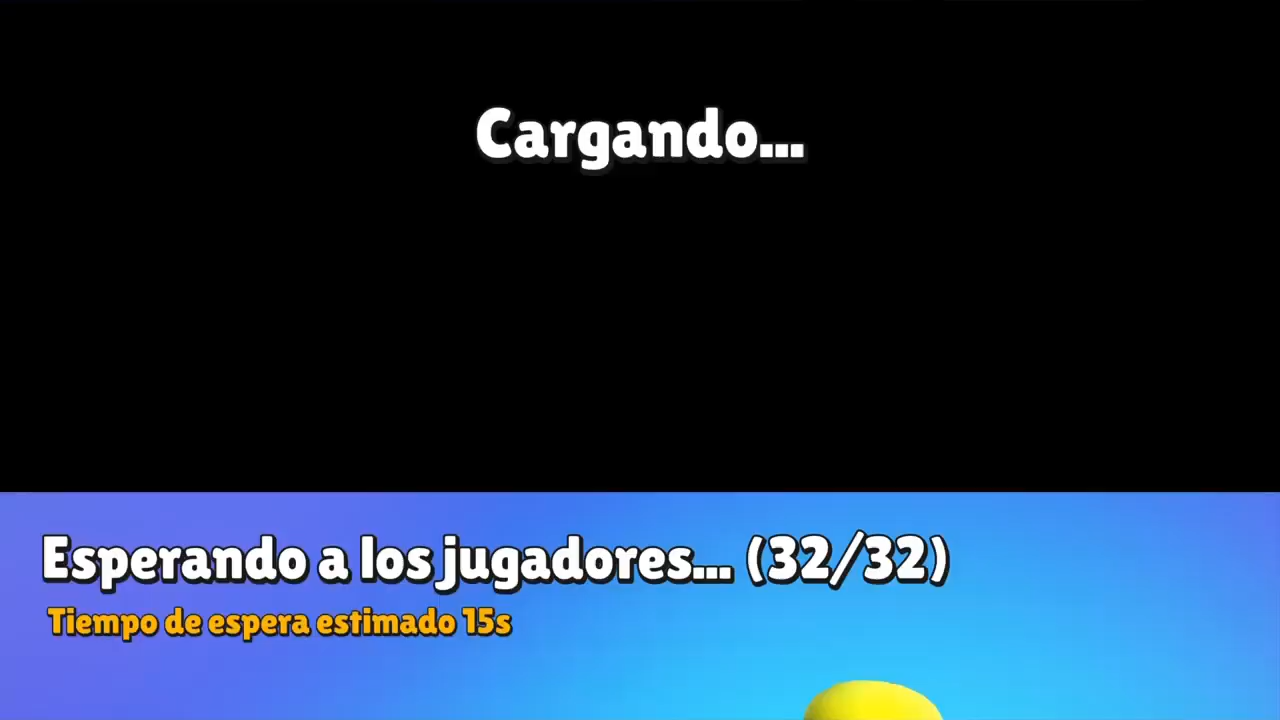 Cargando...
Esperando a los jugadores... (32/32)
Tiempo de espera estimado 15s